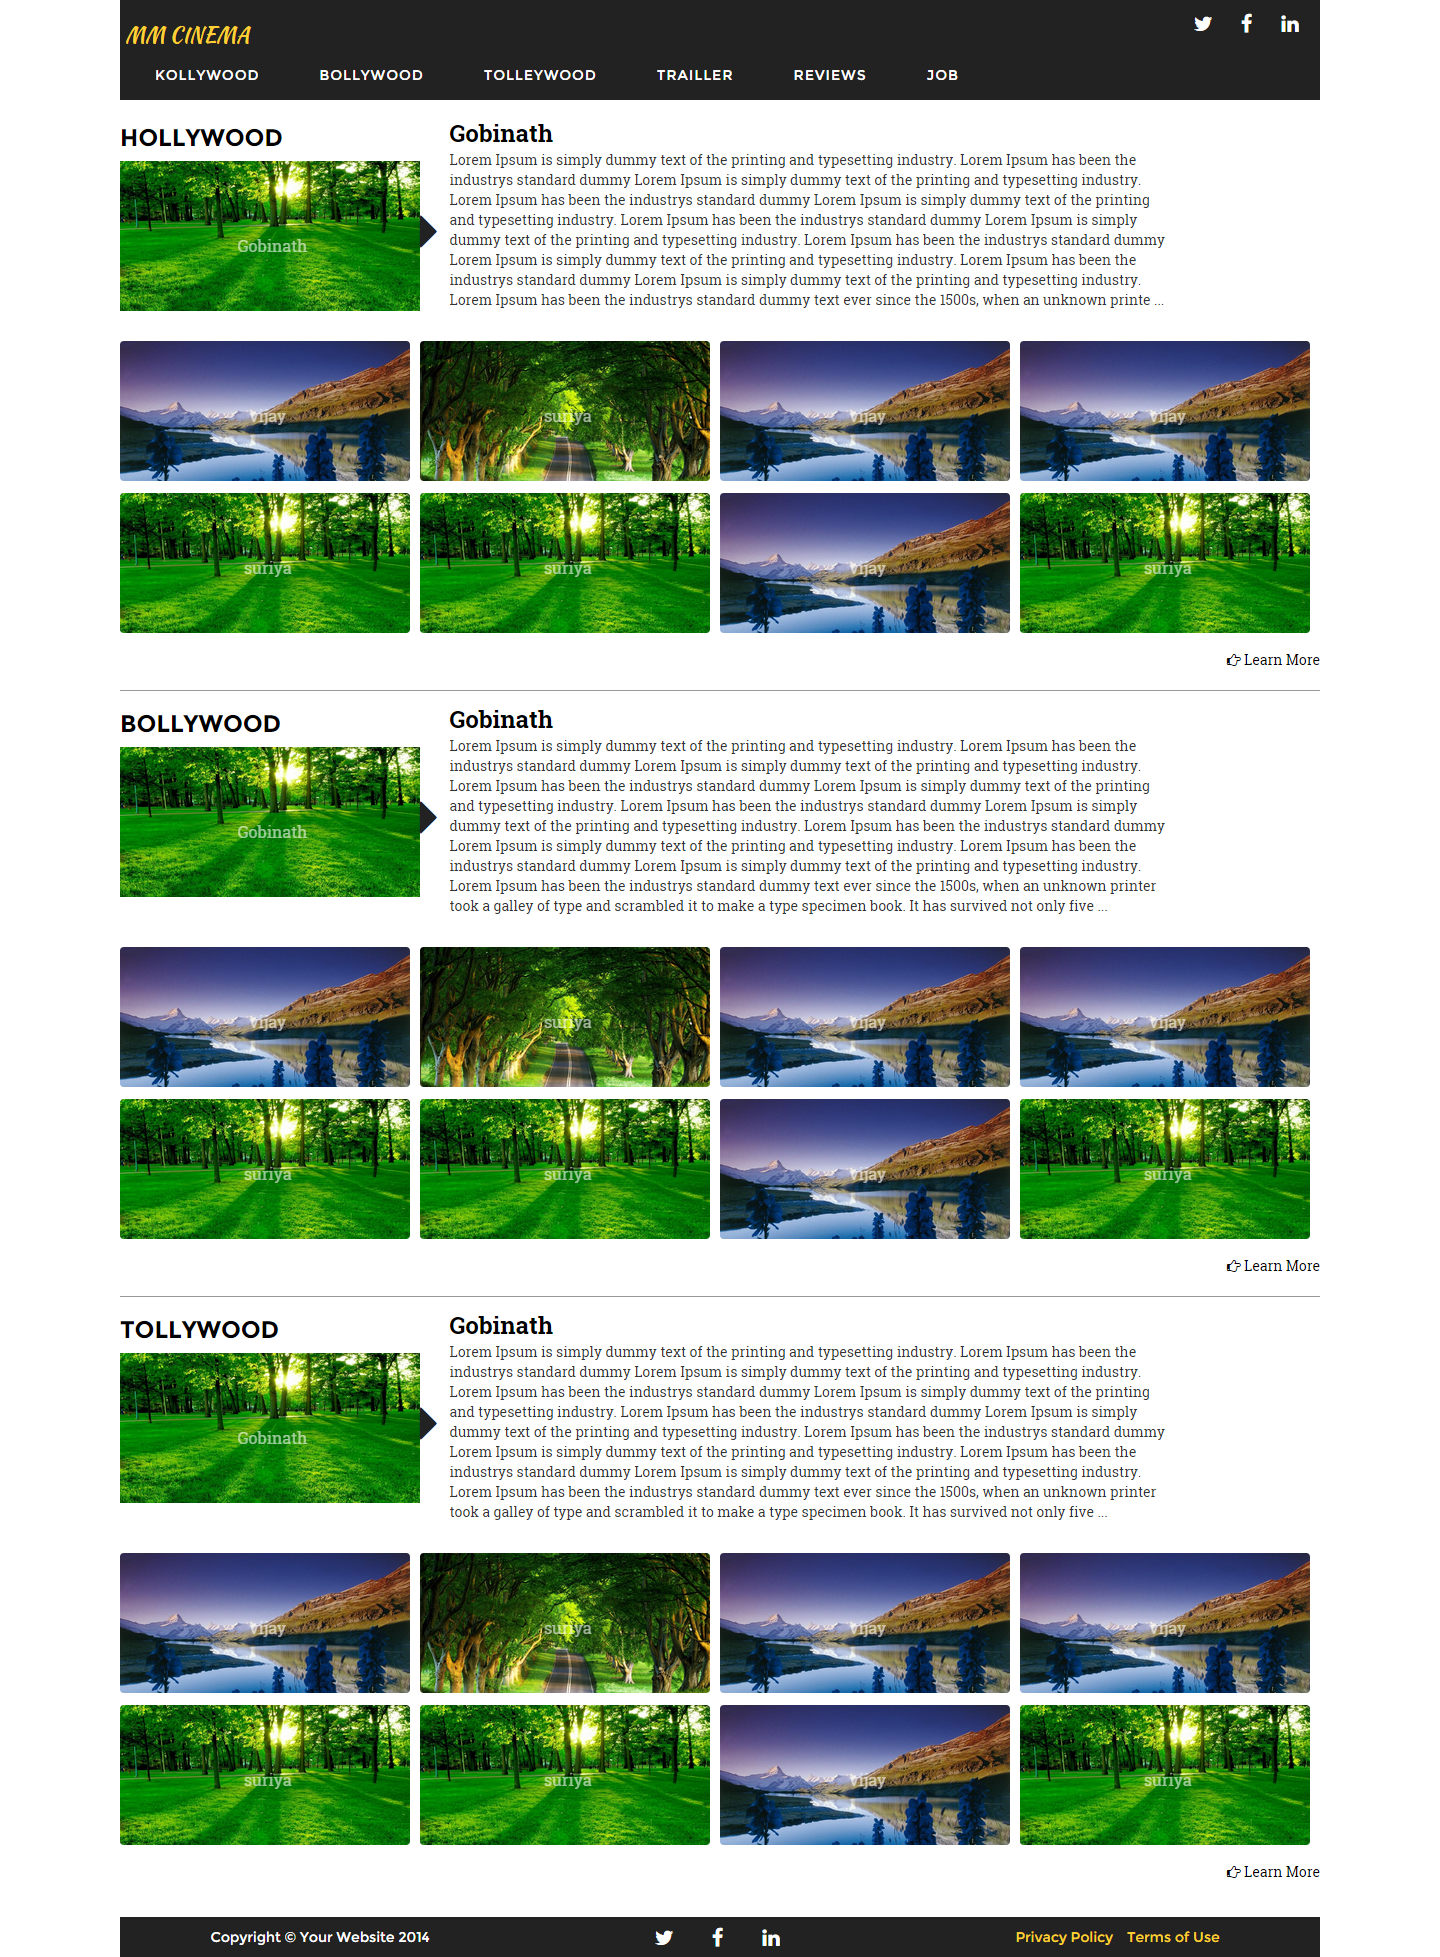 MM CINEMA
KOLLYWOOD BOLLYWOOD TOLLEYWOOD TRAILLER REVIEWS JOB
HOLLYWOOD
Gobinath
Gobinath
Lorem Ipsum is simply dummy text of the printing and typesetting industry. Lorem Ipsum has been the
industrys standard dummy Lorem Ipsum is simply dummy text of the printing and typesetting industry.
Lorem Ipsum has been the industrys standard dummy Lorem Ipsum is simply dummy text of the printing
and typesetting industry. Lorem Ipsum has been the industrys standard dummy Lorem Ipsum is simply
dummy text of the printing and typesetting industry. Lorem Ipsum has been the industrys standard dummy
Lorem Ipsum is simply dummy text of the printing and typesetting industry. Lorem Ipsum has been the
industrys standard dummy Lorem Ipsum is simply dummy text of the printing and typesetting industry.
Lorem Ipsum has been the industrys standard dummy text ever since the 1500s, when an unknown printe ...
vijay suriya vijay vijay
suriya suriya vijay suriya
Learn More
BOLLYWOOD
Gobinath
Gobinath
Lorem Ipsum is simply dummy text of the printing and typesetting industry. Lorem Ipsum has been the
industrys standard dummy Lorem Ipsum is simply dummy text of the printing and typesetting industry.
Lorem Ipsum has been the industrys standard dummy Lorem Ipsum is simply dummy text of the printing
and typesetting industry. Lorem Ipsum has been the industrys standard dummy Lorem Ipsum is simply
dummy text of the printing and typesetting industry. Lorem Ipsum has been the industrys standard dummy
Lorem Ipsum is simply dummy text of the printing and typesetting industry. Lorem Ipsum has been the
industrys standard dummy Lorem Ipsum is simply dummy text of the printing and typesetting industry.
Lorem Ipsum has been the industrys standard dummy text ever since the 1500s, when an unknown printer
took a galley of type and scrambled it to make a type specimen book. It has survived not only five ...
vijay suriya vijay vijay
suriya suriya vijay suriya
Learn More
TOLLYWOOD
Gobinath
Gobinath
Lorem Ipsum is simply dummy text of the printing and typesetting industry. Lorem Ipsum has been the
industrys standard dummy Lorem Ipsum is simply dummy text of the printing and typesetting industry.
Lorem Ipsum has been the industrys standard dummy Lorem Ipsum is simply dummy text of the printing
and typesetting industry. Lorem Ipsum has been the industrys standard dummy Lorem Ipsum is simply
dummy text of the printing and typesetting industry. Lorem Ipsum has been the industrys standard dummy
Lorem Ipsum is simply dummy text of the printing and typesetting industry. Lorem Ipsum has been the
industrys standard dummy Lorem Ipsum is simply dummy text of the printing and typesetting industry.
Lorem Ipsum has been the industrys standard dummy text ever since the 1500s, when an unknown printer
took a galley of type and scrambled it to make a type specimen book. It has survived not only five ...
vijay suriya vijay vijay
suriya suriya vijay suriya
Learn More
Copyright © Your Website 2014 Privacy Policy Terms of Use